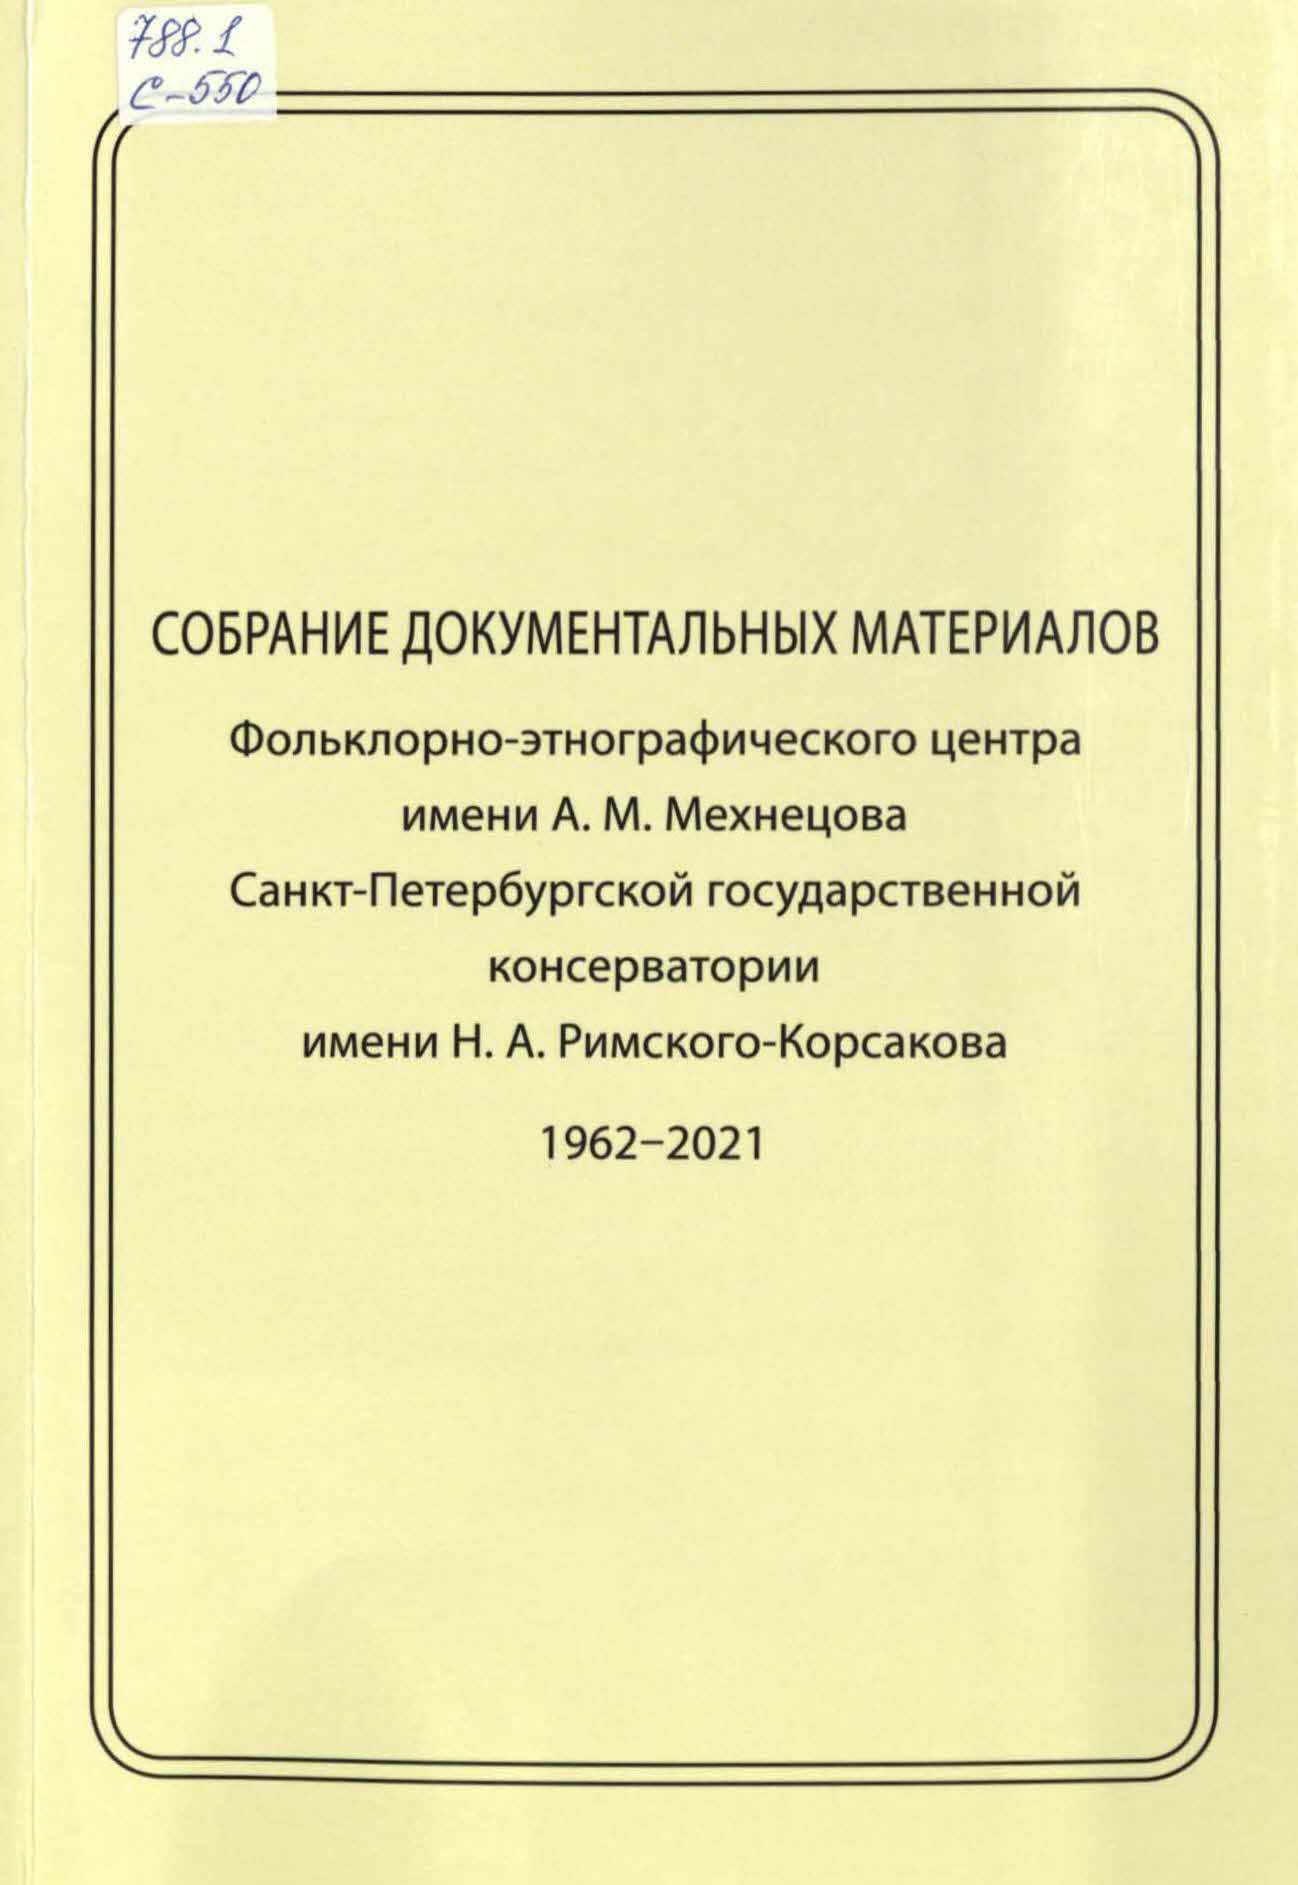 788.1
С-550
СОБРАНИЕ ДОКУМЕНТАЛЬНЫХ МАТЕРИАЛОВ
Фольклорно-этнографического центра
имени А. М. Мехнецова
Санкт-Петербургской государственной
консерватории
имени Н. А. Римского-Корсакова
1962–2021